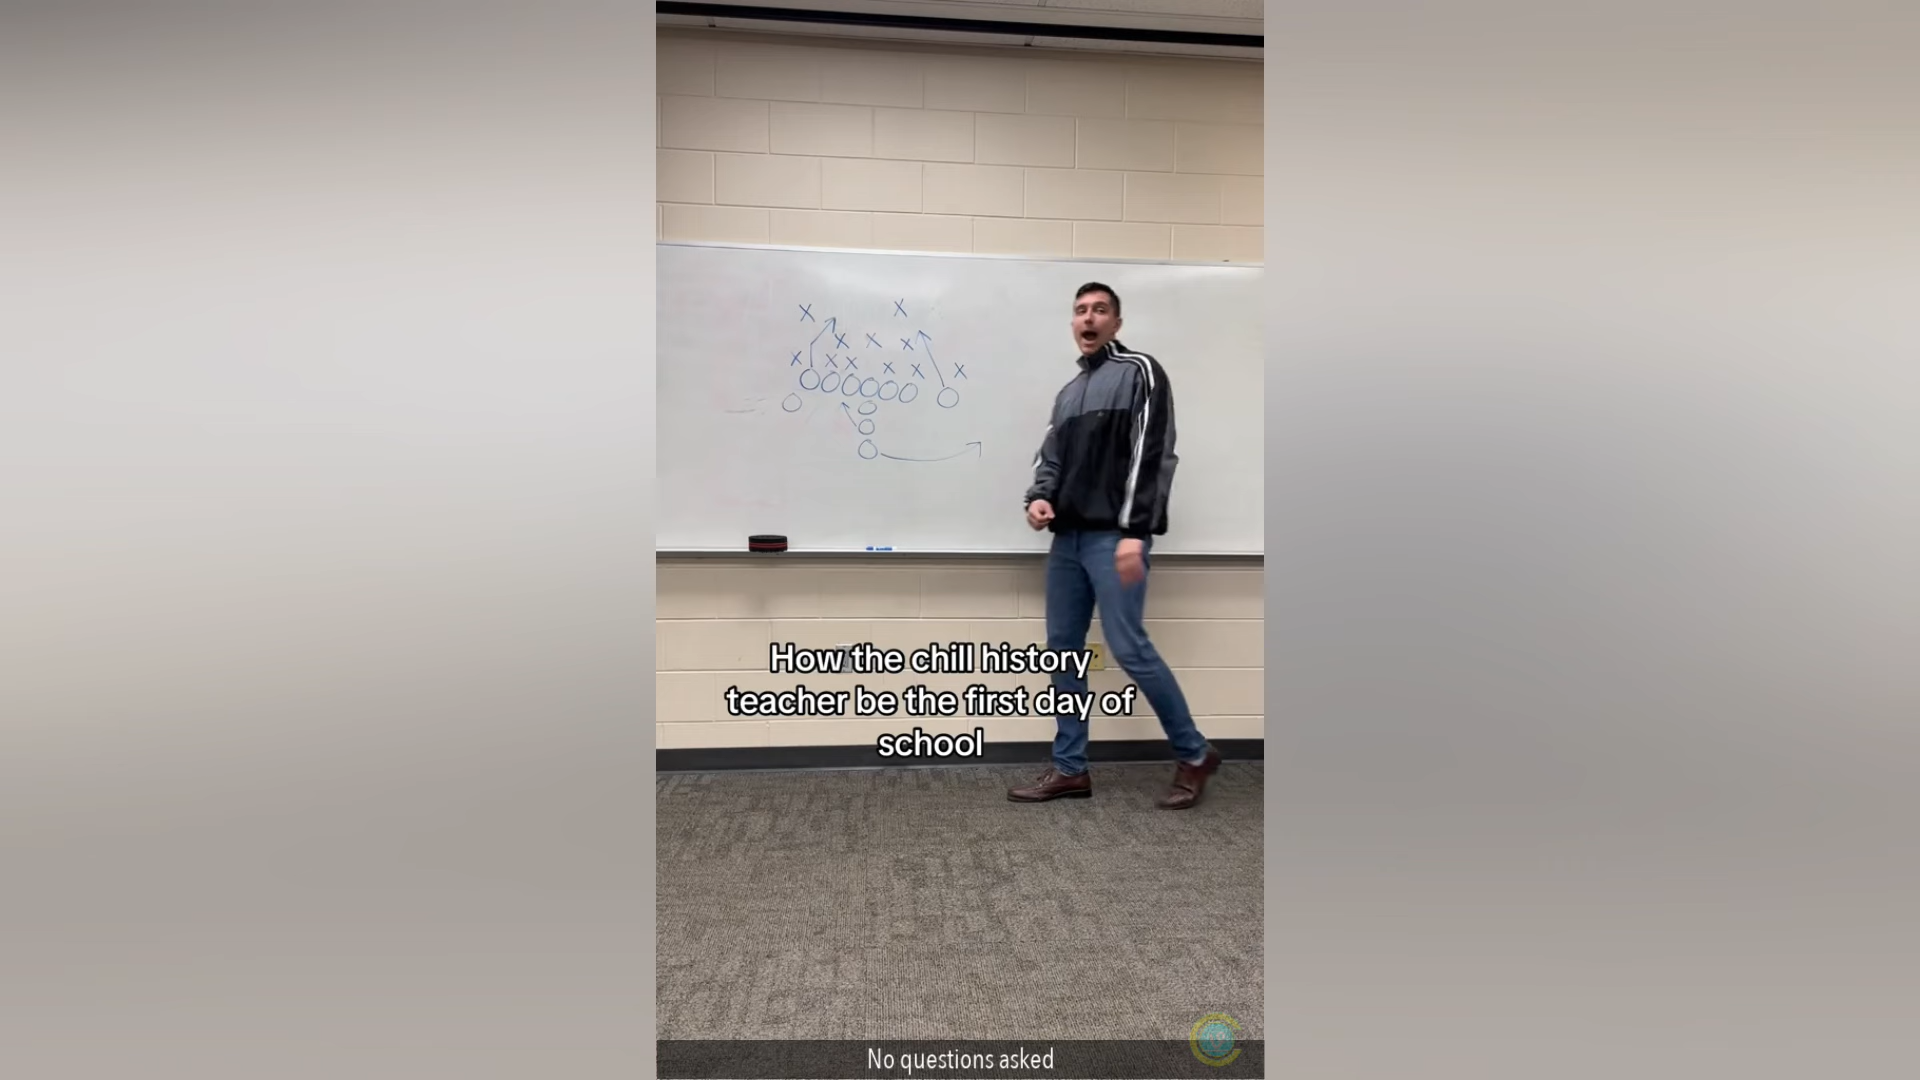 How the chill history
teacher be the first day of
school
No questions asked